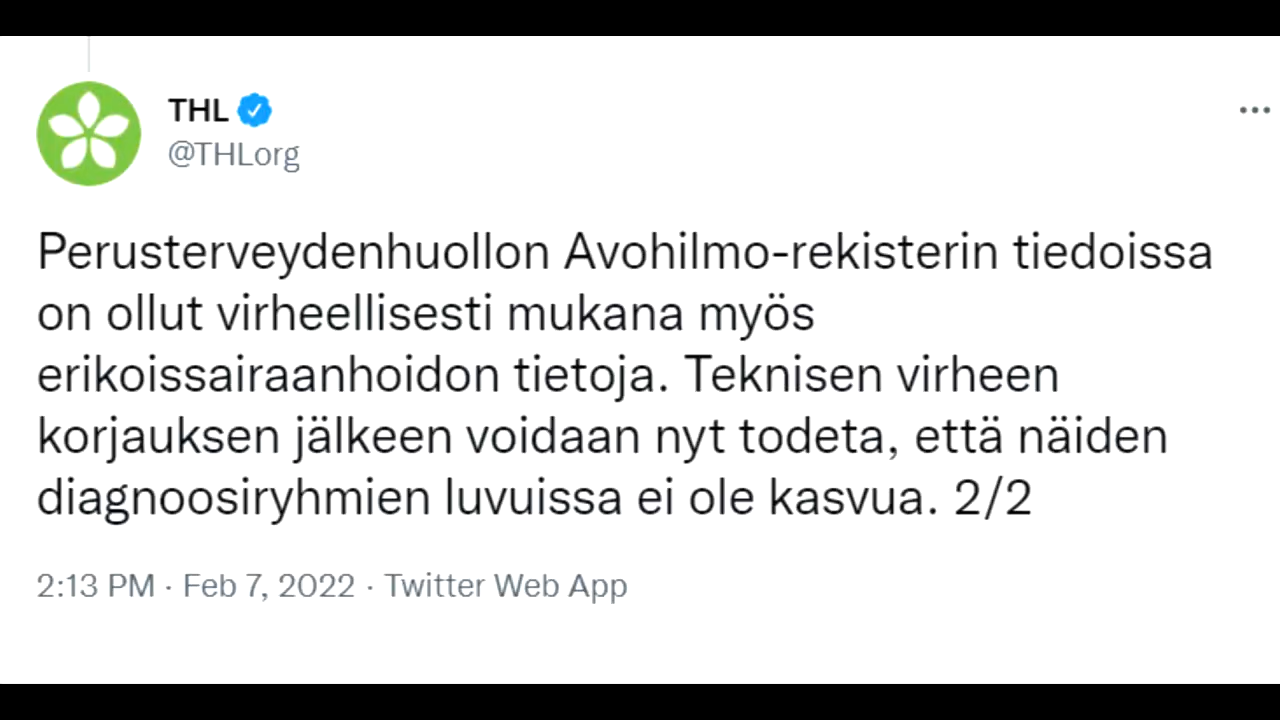 THL
@THLorg
Perusterveydenhuollon Avohilmo-rekisterin tiedoissa
on ollut virheellisesti mukana myös
erikoissairaanhoidon tietoja. Teknisen virheen
korjauksen jälkeen voidaan nyt todeta, että näiden
diagnoosiryhmien luvuissa ei ole kasvua. 2/2
2:13 PM · Feb 7, 2022 · Twitter Web App